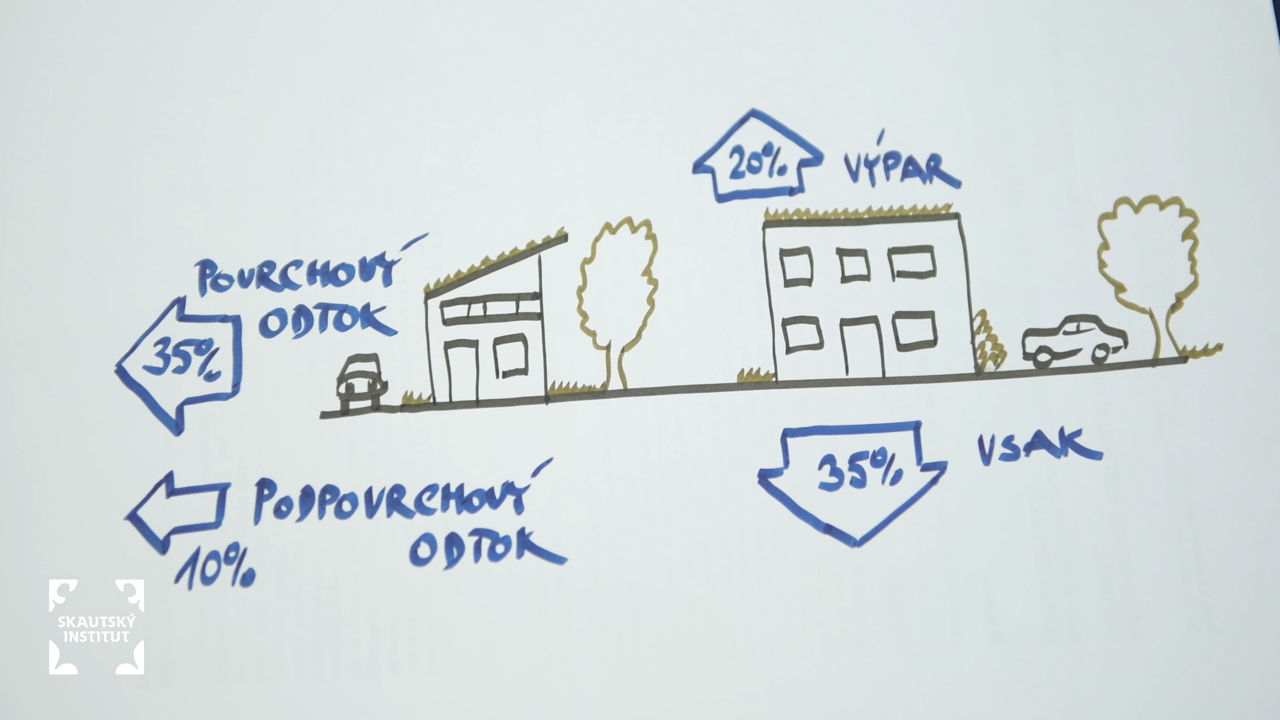 20% VÝPAR
POVRCHOVÝ
ODTOK
35%
35% VSAK
PODPOVRCHOVÝ
ODTOK
10%
SKAUTSKÝ
INSTITUT